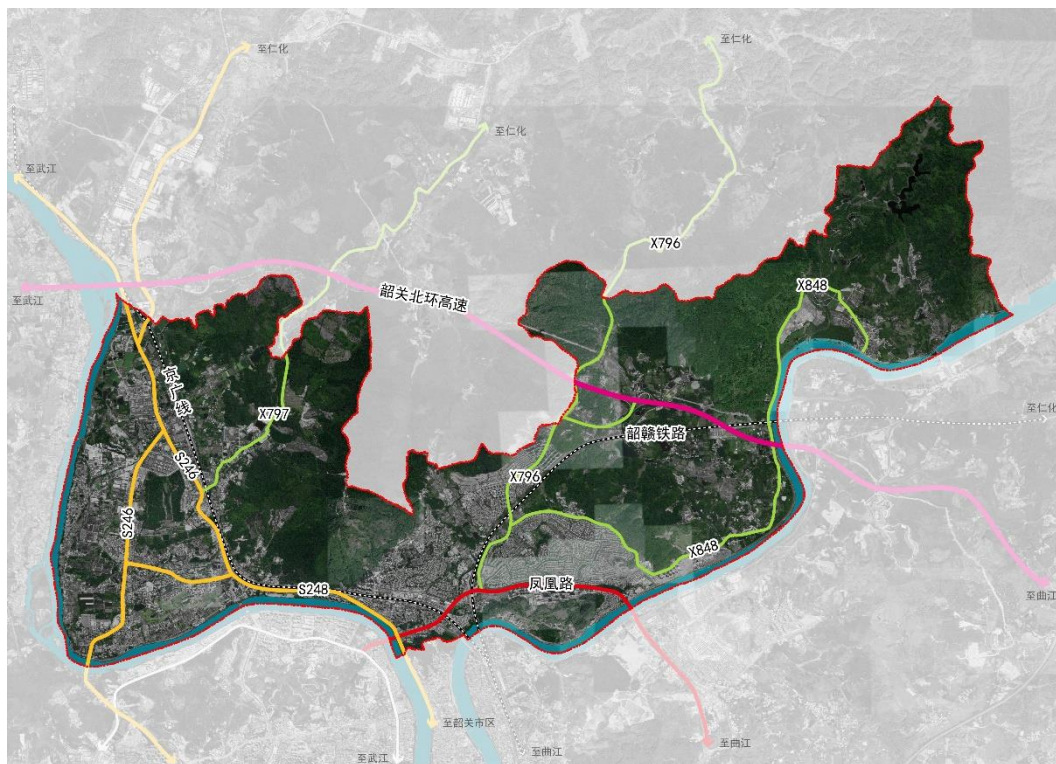 至仁化
至仁化
至仁化
至武江
X796
至武江
韶关北环高速
X848
京仁线
X797
至仁化
韶赣铁路
S246
X796
S246
X848
凤凰路
S248
至曲江
至韶关市区
至武江
至曲江
至曲江